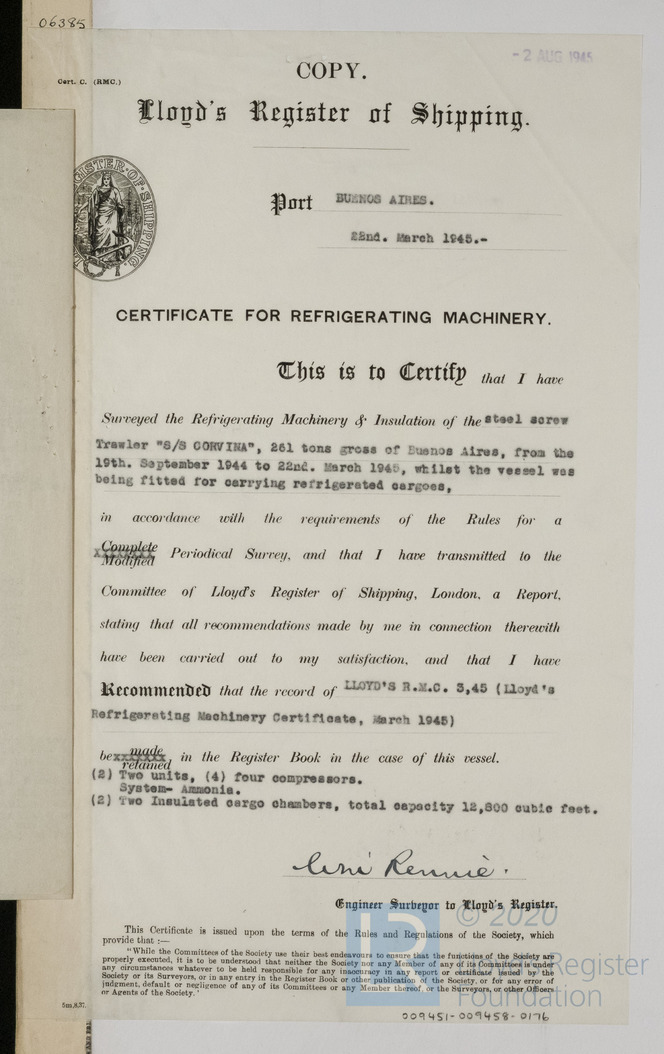 06385
- 2 AUG 1945
COPY.
Cert. C. (RMC.)
Lloyd's Register of Shipping.
REGISTER·OF·SHIPPING
Port BUENOS AIRES.
22nd. March 1945.-
CERTIFICATE FOR REFRIGERATING MACHINERY.
This is to Certify that I have
Surveyed the Refrigerating Machinery & Insulation of the steel screw
Trawler "S/S CORVINA", 261 tons gross of Buenos Aires, from the
19th. September 1944 to 22nd. March 1945, whilst the vessel was
being fitted for carrying refrigerated cargoes,
in accordance with the requirements of the Rules for a
Complete
Modified Periodical Survey, and that I have transmitted to the
Committee of Lloyd's Register of Shipping, London, a Report,
stating that all recommendations made by me in connection therewith
have been carried out to my satisfaction, and that I have
Recommended that the record of LLOYD'S R.M.C. 3,45 (Lloyd's
Refrigerating Machinery Certificate, March 1945)
be made
retained in the Register Book in the case of this vessel.
(2) Two units, (4) four compressors.
System- Ammonia.
(2) Two Insulated cargo chambers, total capacity 12,800 cubic feet.
Rennie.
Engineer Surveyor to Lloyd's Register.
This Certificate is issued upon the terms of the Rules and Regulations of the Society, which
provide that :—
"While the Committees of the Society use their best endeavours to ensure that the functions of the Society are
properly executed, it is to be understood that neither the Society nor any Member of any of its Committees is under
any circumstances whatever to be held responsible for any inaccuracy in any report or certificate issued by the
Society or its Surveyors, or in any entry in the Register Book or other publication of the Society, or for any error of
judgment, default or negligence of any of its Committees or any Member thereof, or the Surveyors, or other Officers
or Agents of the Society.'
5m,8,37.
© 2020
Lloyd's Register
Foundation
009451-009458-0176